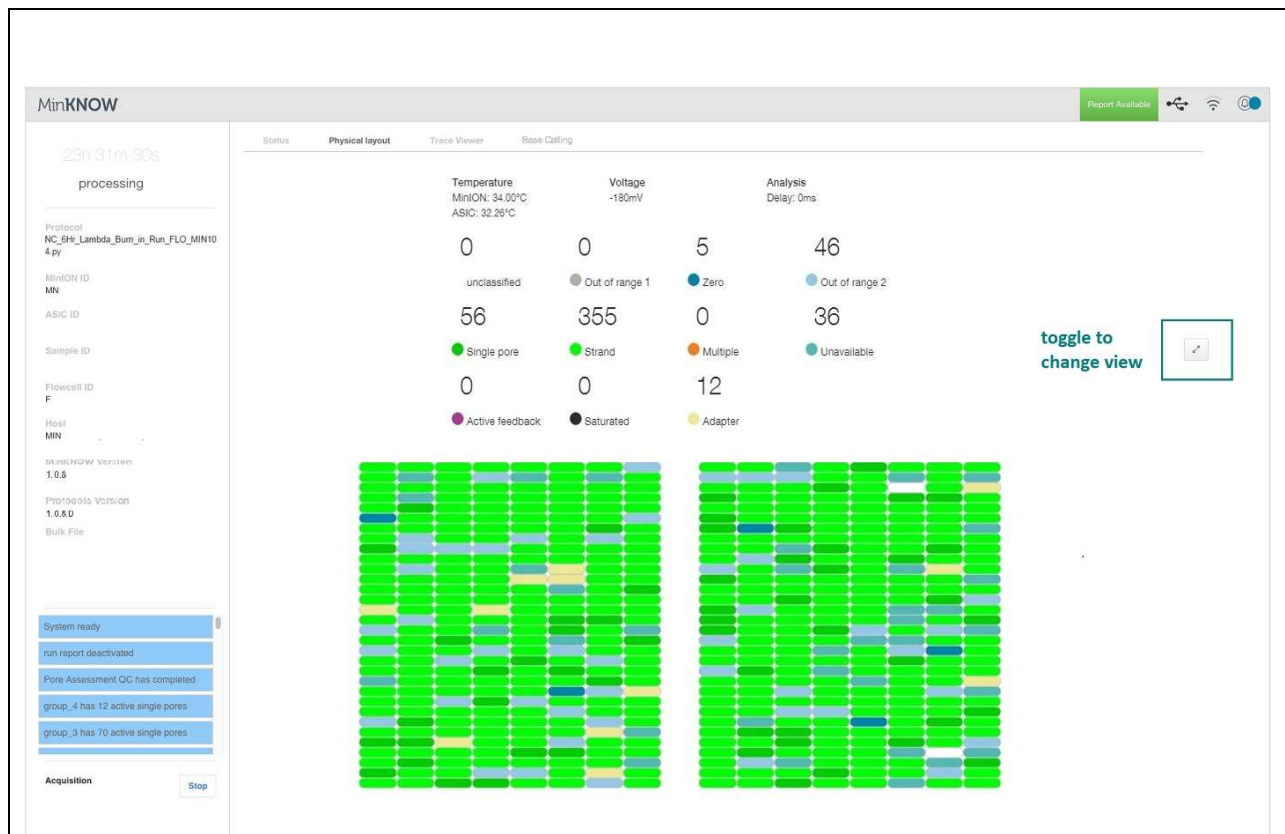 MinKNOW
Report Available
23h 31m 30s
processing
Protocol
NC_6Hr_Lambda_Burn_in_Run_FLO_MIN10
4.py
MinION ID
MN
ASIC ID
Sample ID
Flowcell ID
F
Host
MIN
MinKNOW Version
1.0.8
Protocols Version
1.0.8.0
Bulk File
System ready
run report deactivated
Pore Assessment QC has completed
group_4 has 12 active single pores
group_3 has 70 active single pores
Acquisition
Stop
Status
Physical layout
Trace Viewer
Base Calling
Temperature
MinION: 34.00°C
ASIC: 32.26°C
Voltage
-180mV
Analysis
Delay: 0ms
0 0 5 46
unclassified Out of range 1 Zero Out of range 2
56 355 0 36
Single pore Strand Multiple Unavailable
0 0 12
Active feedback Saturated Adapter
toggle to
change view